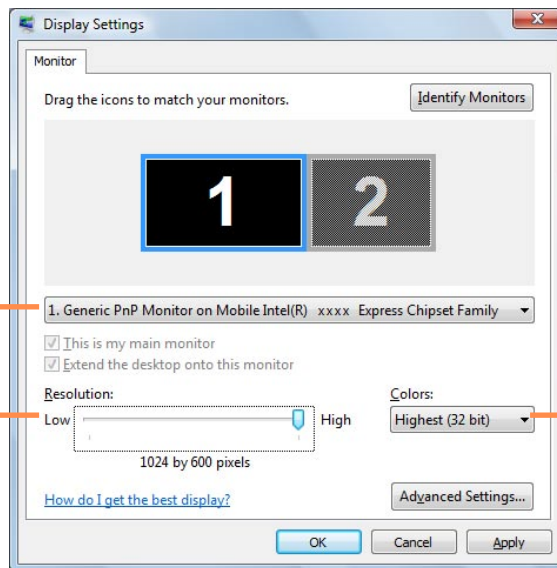 Display Settings
Monitor
Drag the icons to match your monitors.
Identify Monitors
1
2
1. Generic PnP Monitor on Mobile Intel(R) xxxx Express Chipset Family
This is my main monitor
Extend the desktop onto this monitor
Resolution:
Colors:
Low
High
Highest (32 bit)
1024 by 600 pixels
How do I get the best display?
Advanced Settings...
OK
Cancel
Apply